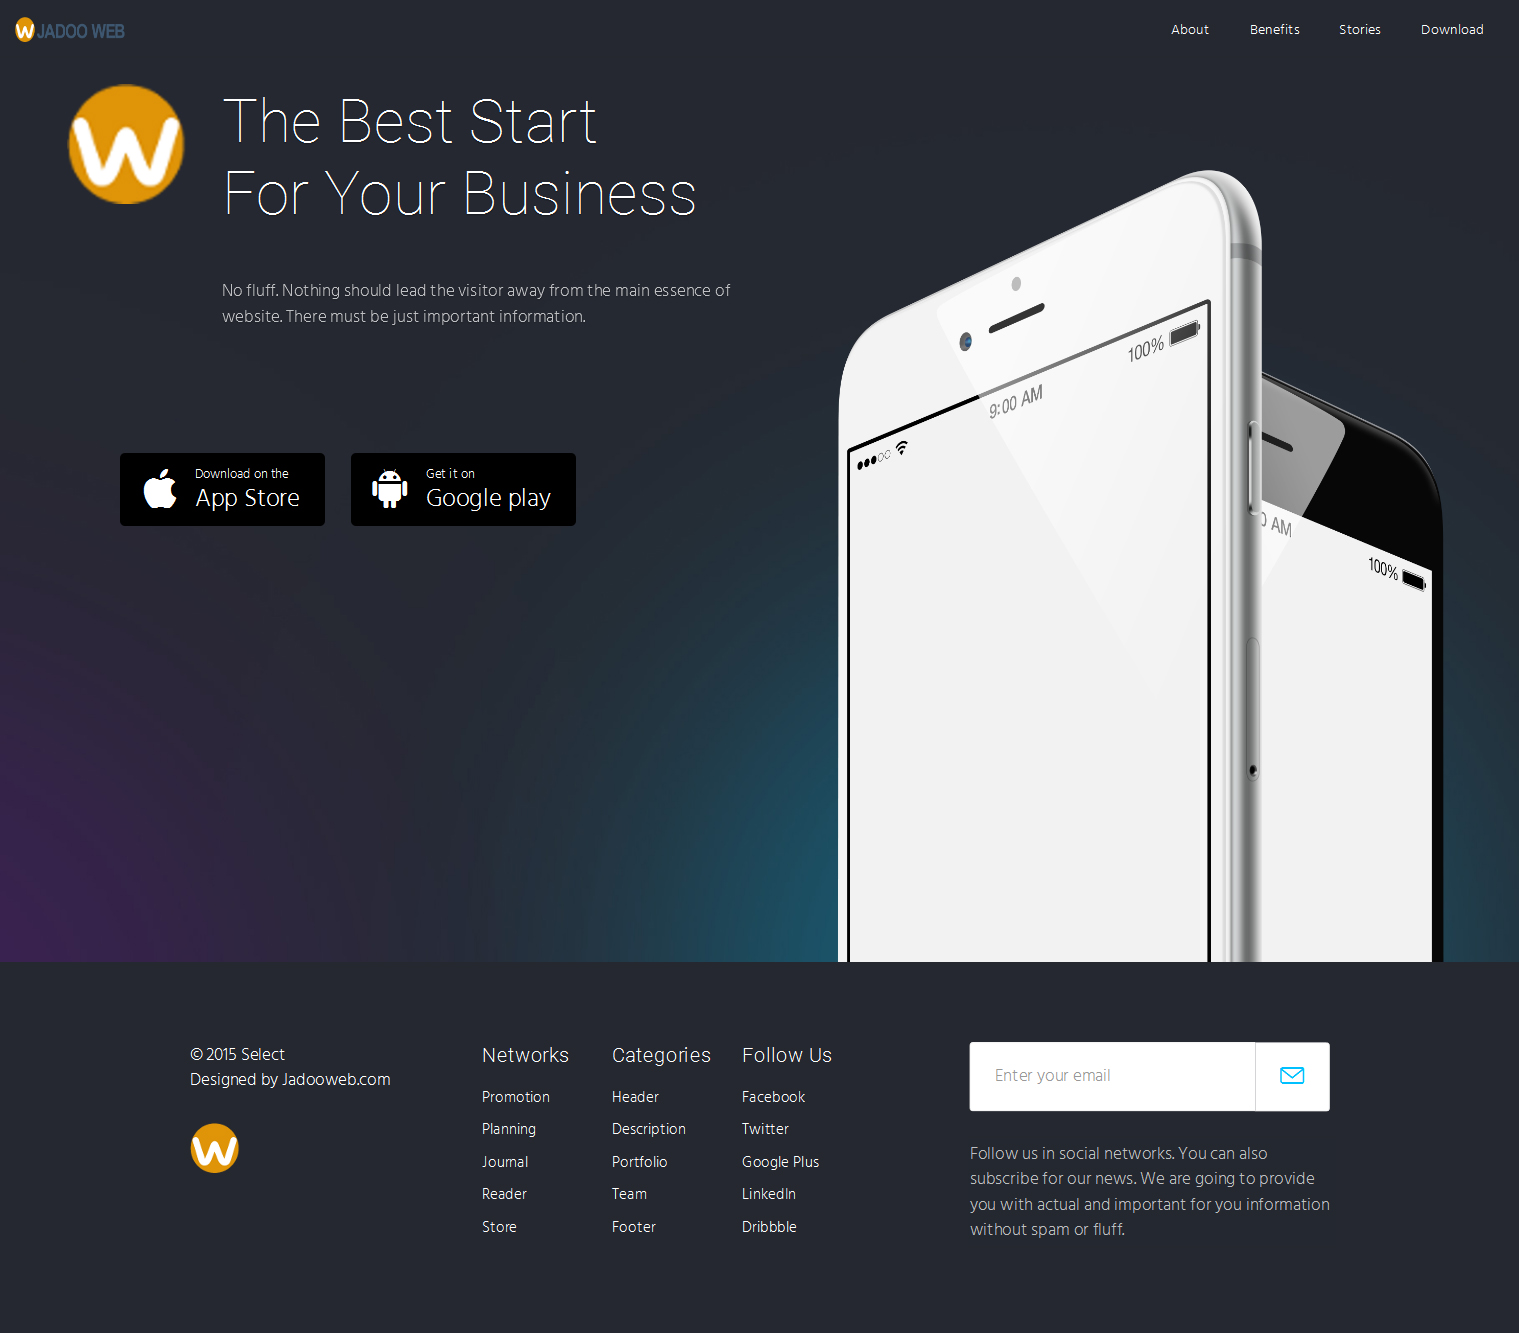 W JADOO WEB
About
Benefits
Stories
Download
W
The Best Start
For Your Business
No fluff. Nothing should lead the visitor away from the main essence of
website. There must be just important information.
Download on the
App Store
Get it on
Google play
100%
9:00 AM
0 AM
100%
© 2015 Select
Designed by Jadooweb.com
W
Networks
Promotion
Planning
Journal
Reader
Store
Categories
Header
Description
Portfolio
Team
Footer
Follow Us
Facebook
Twitter
Google Plus
LinkedIn
Dribbble
Enter your email
Follow us in social networks. You can also
subscribe for our news. We are going to provide
you with actual and important for you information
without spam or fluff.